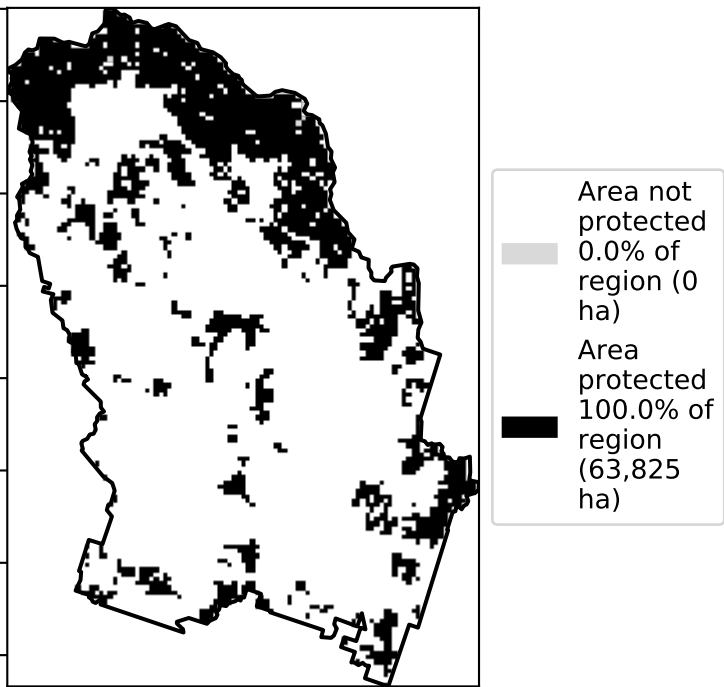 Area not
protected
0.0% of
region (0
ha)
Area
protected
100.0% of
region
(63,825
ha)